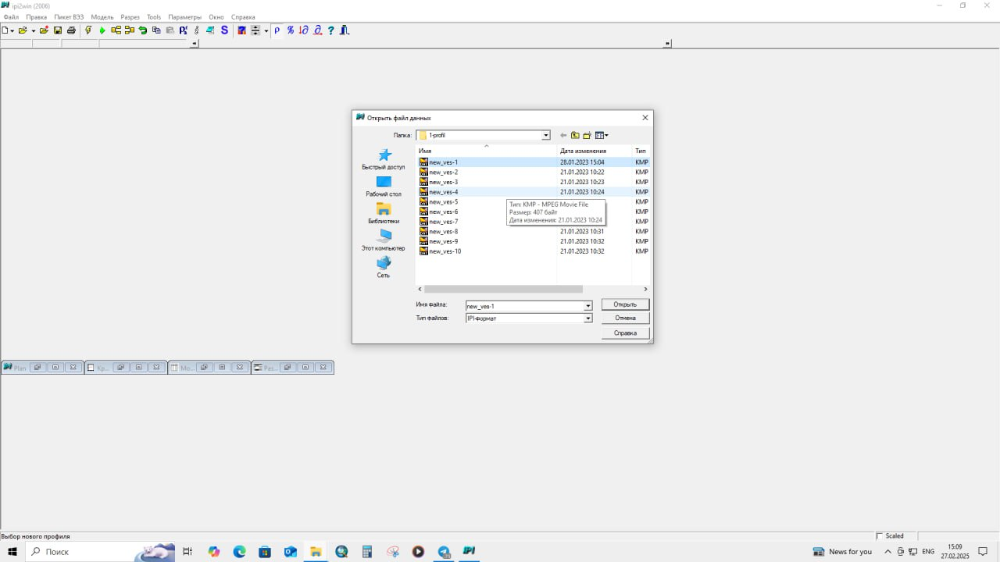 ipi2win (2006)
Файл Правка Пикет ВЭЗ Модель Разрез Tools Параметры Окно Справка
Открыть файл данных
Папка: 1-profil
Имя Дата изменения Тип
new_ves-1 28.01.2023 15:04 KMP
new_ves-2 21.01.2023 10:22 KMP
new_ves-3 21.01.2023 10:23 KMP
new_ves-4 21.01.2023 10:24 KMP
new_ves-5 KMP
new_ves-6 KMP
new_ves-7 KMP
new_ves-8 21.01.2023 10:31 KMP
new_ves-9 21.01.2023 10:32 KMP
new_ves-10 21.01.2023 10:32 KMP
Тип: KMP - MPEG Movie File
Размер: 407 байт
Дата изменения: 21.01.2023 10:24
Быстрый доступ
Рабочий стол
Библиотеки
Этот компьютер
Сеть
Имя файла: new_ves-1 Открыть
Тип файлов: IPI-формат Отмена
Справка
Plan Кр... Мо... Раз...
Выбор нового профиля Scaled
Поиск News for you ENG 15:09
27.02.2025